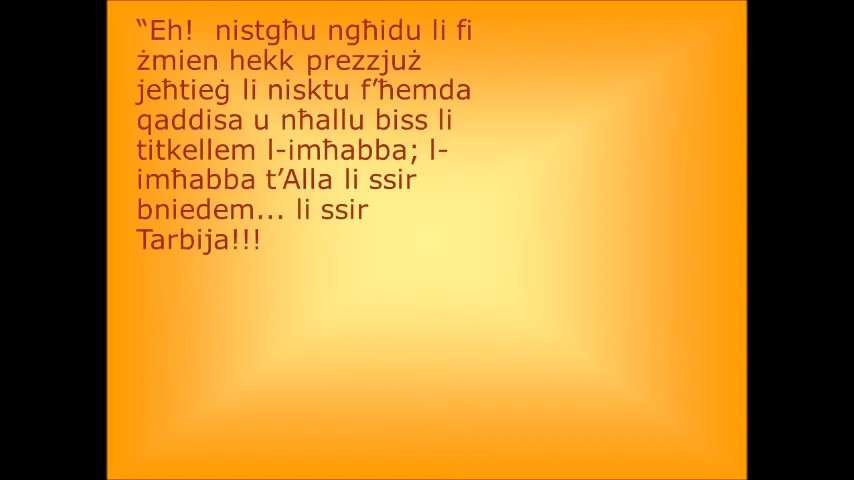 “Eh!  nistgħu ngħidu li fi
żmien hekk prezzjuż
jeħtieġ li nisktu f’ħemda
qaddisa u nħallu biss li
titkellem l-imħabba; l-
imħabba t’Alla li ssir
bniedem... li ssir
Tarbija!!!